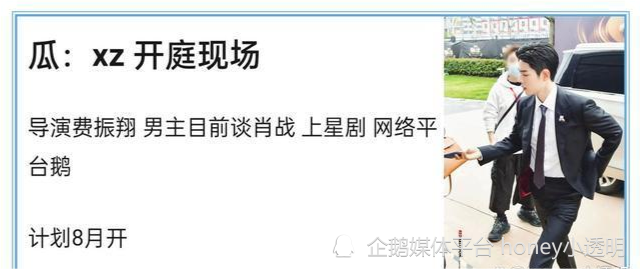 瓜：xz 开庭现场
导演费振翔 男主目前谈肖战 上星剧 网络平
台鹅
计划8月开
企鹅媒体平台 honey小透明